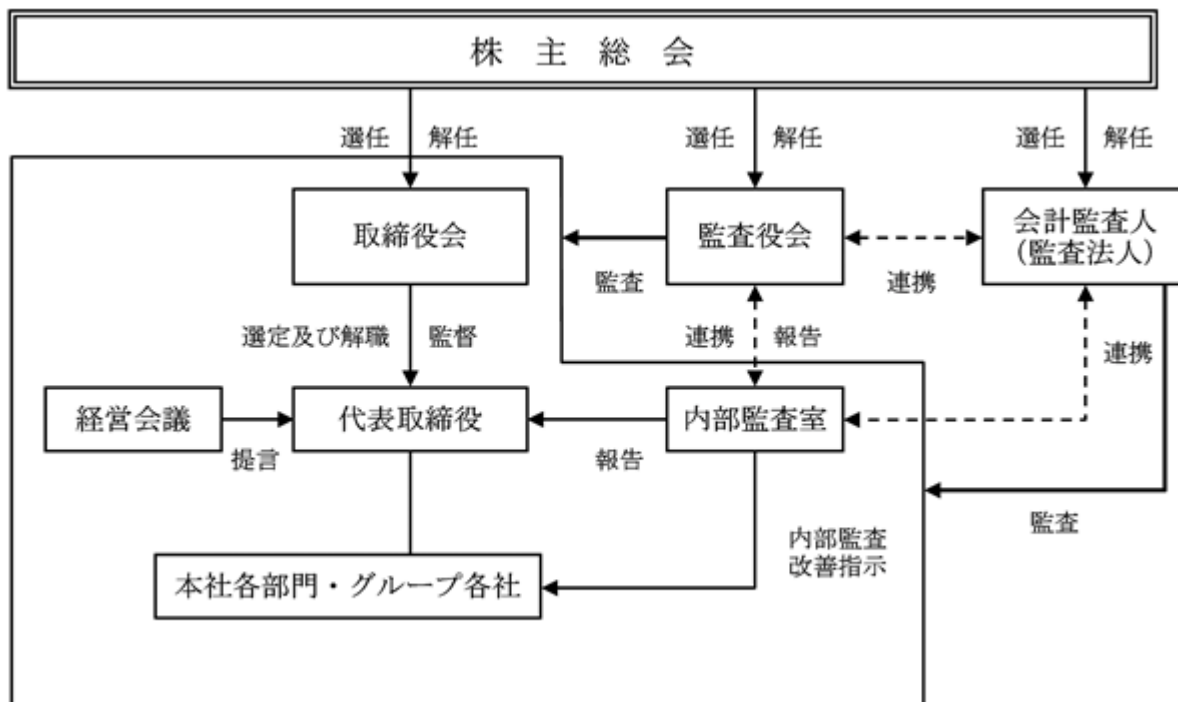 株主総会
選任 解任 選任 解任 選任 解任
取締役会
監査役会
会計監査人
（監査法人）
監査
連携
選定及び解職 監督
連携 報告
連携
経営会議
代表取締役
内部監査室
提言
報告
監査
内部監査
改善指示
本社各部門・グループ各社